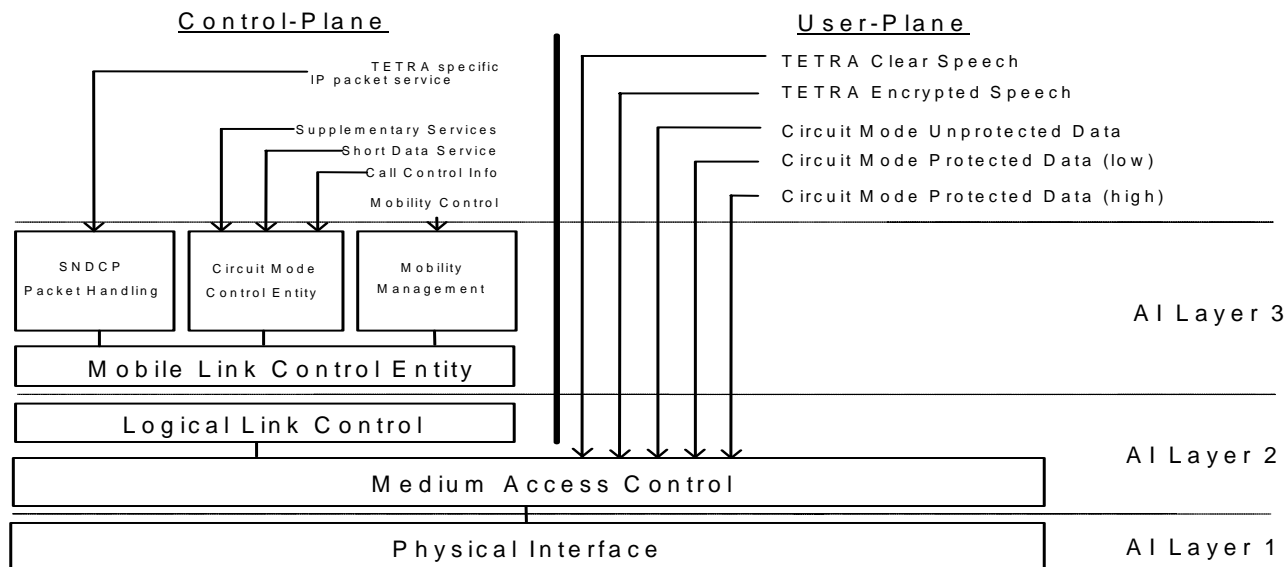 Control-Plane
User-Plane
TETRA specific
IP packet service
TETRA Clear Speech
TETRA Encrypted Speech
Supplementary Services
Circuit Mode Unprotected Data
Short Data Service
Circuit Mode Protected Data (low)
Call Control Info
Circuit Mode Protected Data (high)
Mobility Control
SNDCP
Packet Handling
Circuit Mode
Control Entity
Mobility
Management
AI Layer 3
Mobile Link Control Entity
Logical Link Control
AI Layer 2
Medium Access Control
Physical Interface
AI Layer 1